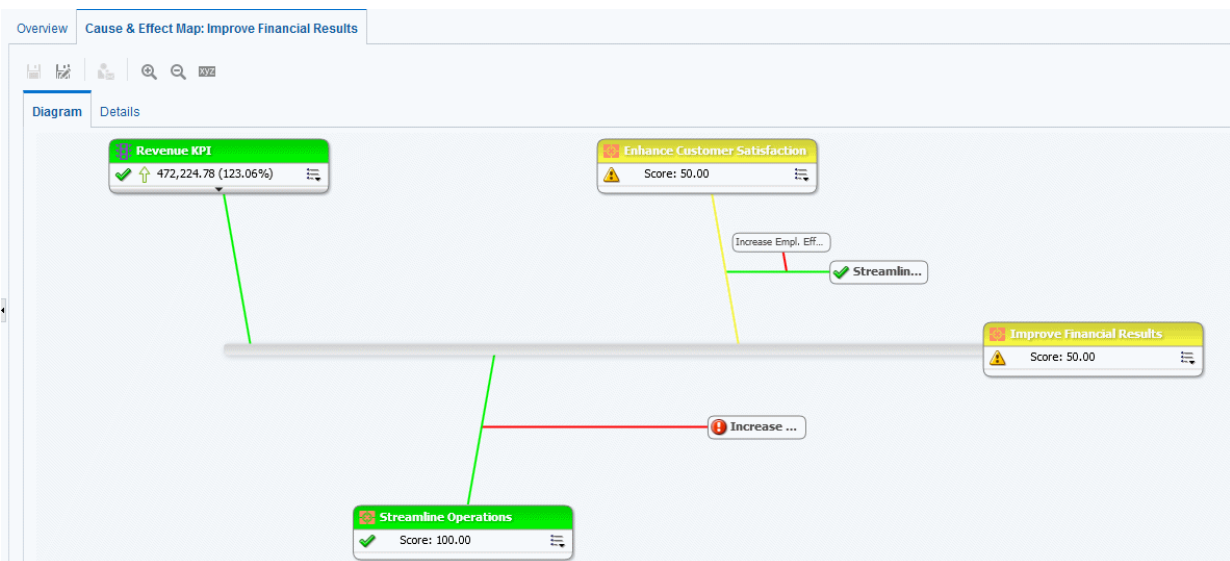 Overview Cause & Effect Map: Improve Financial Results
xyz
Diagram Details
Revenue KPI
472,224.78 (123.06%)
Enhance Customer Satisfaction
Score: 50.00
Increase Empl. Eff...
Streamlin...
Improve Financial Results
Score: 50.00
Increase ...
Streamline Operations
Score: 100.00